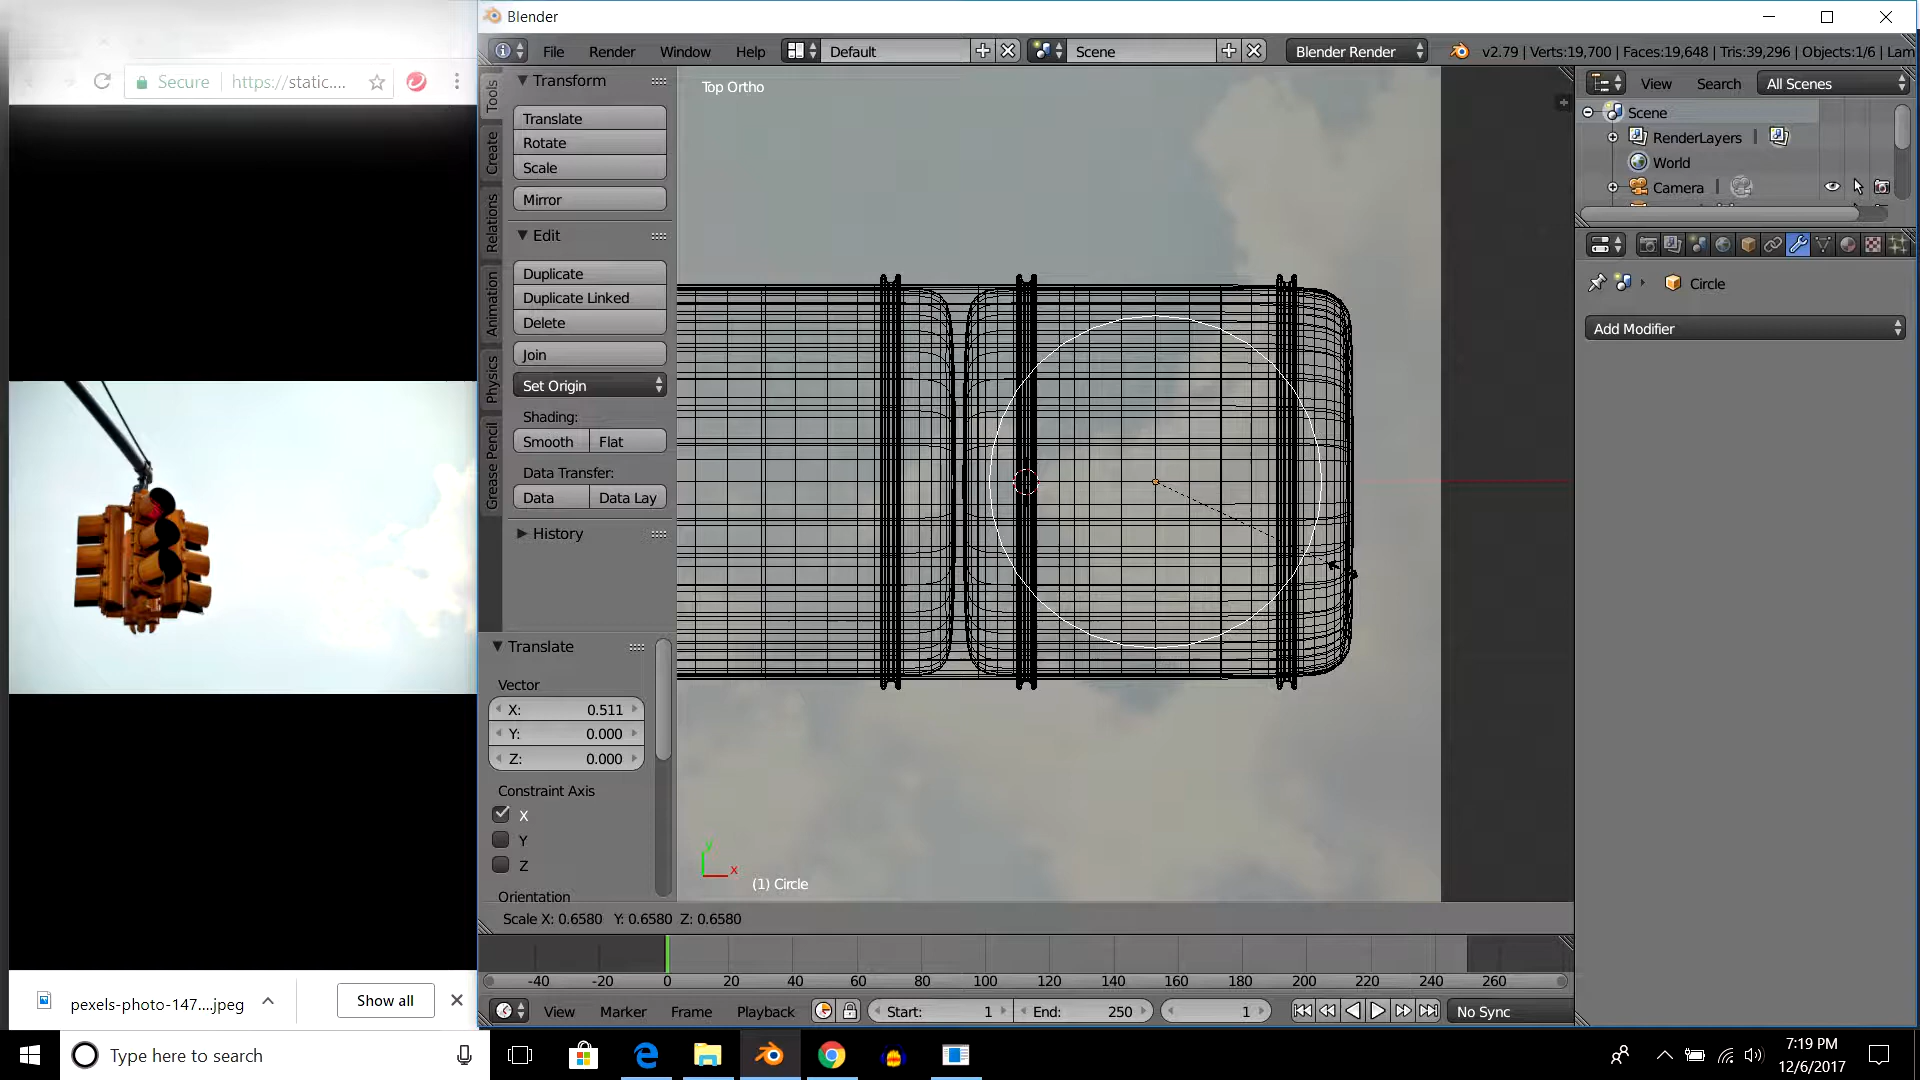 Blender
Secure https://static....
File Render Window Help Default Scene Blender Render v2.79 | Verts:19,700 | Faces:19,648 | Tris:39,296 | Objects:1/6 | Lam
Tools
Create
Relations
Animation
Physics
Grease Pencil
Transform
Translate
Rotate
Scale
Mirror
Edit
Duplicate
Duplicate Linked
Delete
Join
Set Origin
Shading:
Smooth Flat
Data Transfer:
Data Data Lay
History
Translate
Vector
X: 0.511
Y: 0.000
Z: 0.000
Constraint Axis
X
Y
Z
Orientation
Top Ortho
y
x
(1) Circle
Scale X: 0.6580 Y: 0.6580 Z: 0.6580
View Search All Scenes
Scene
RenderLayers
World
Camera
Circle
Add Modifier
-40 -20 0 20 40 60 80 100 120 140 160 180 200 220 240 260
View Marker Frame Playback Start: 1 End: 250 1 No Sync
pexels-photo-147....jpeg Show all
Type here to search
7:19 PM
12/6/2017